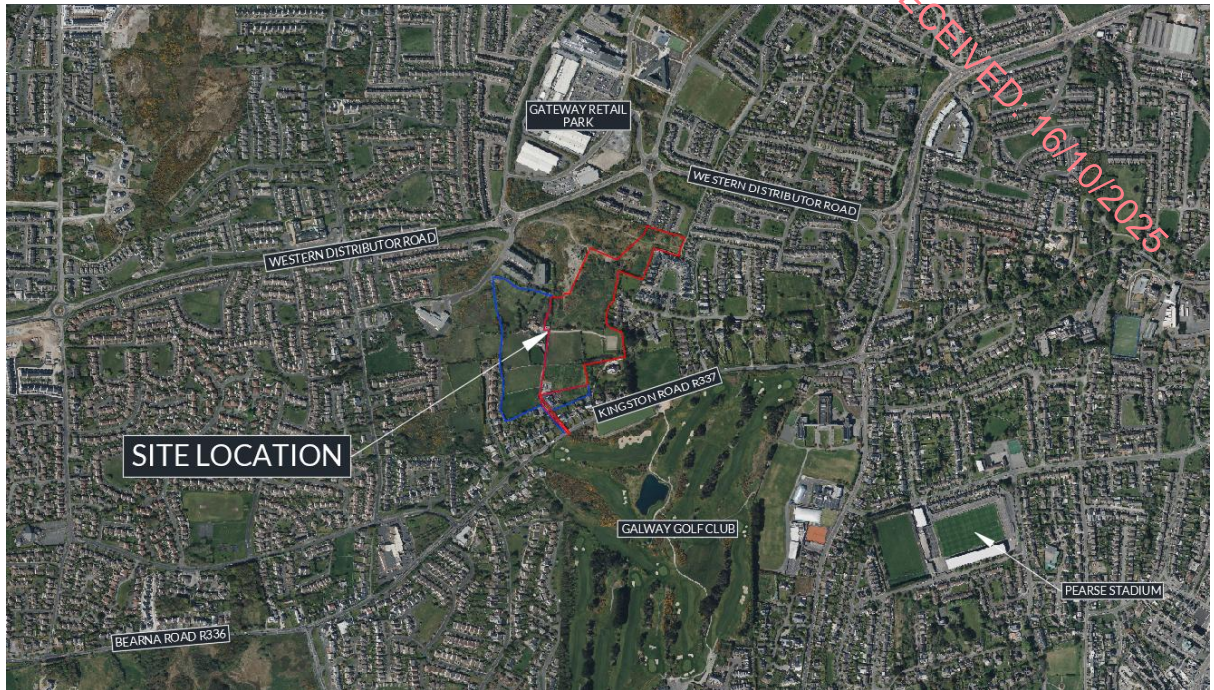 RECEIVED: 16/10/2025
GATEWAY RETAIL
PARK
WESTERN DISTRIBUTOR ROAD
WESTERN DISTRIBUTOR ROAD
KINGSTON ROAD R337
SITE LOCATION
GALWAY GOLF CLUB
PEARSE STADIUM
BEARNA ROAD R336